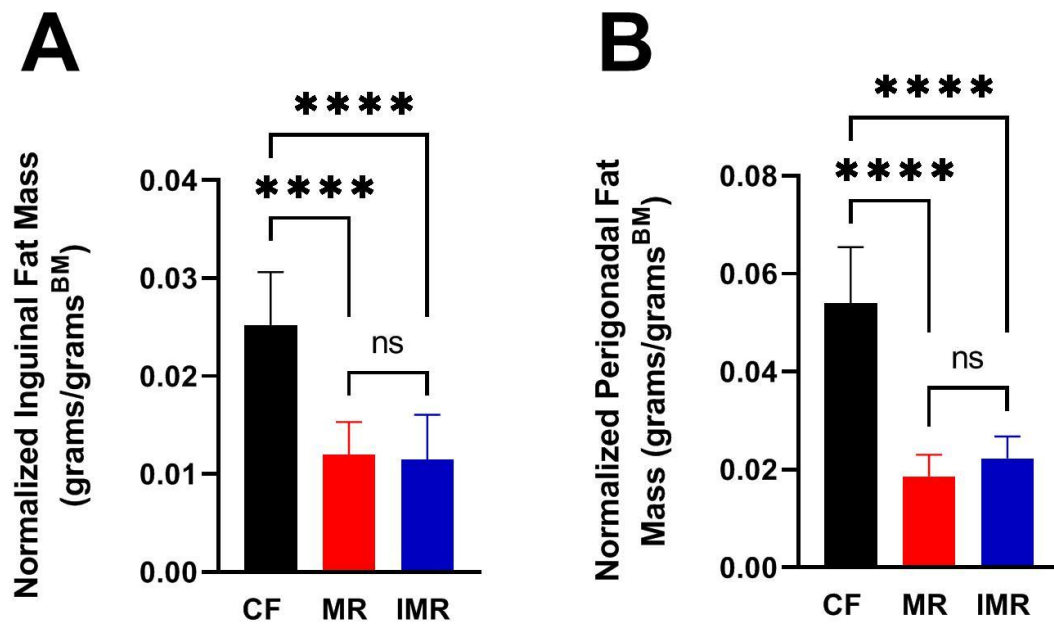 A
Normalized Inguinal Fat Mass
(grams/grams^BM)
0.04
0.03
0.02
0.01
0.00
✱✱✱✱
✱✱✱✱
ns
CF MR IMR
B
Normalized Perigonadal Fat
Mass (grams/grams^BM)
0.08
0.06
0.04
0.02
0.00
✱✱✱✱
✱✱✱✱
ns
CF MR IMR